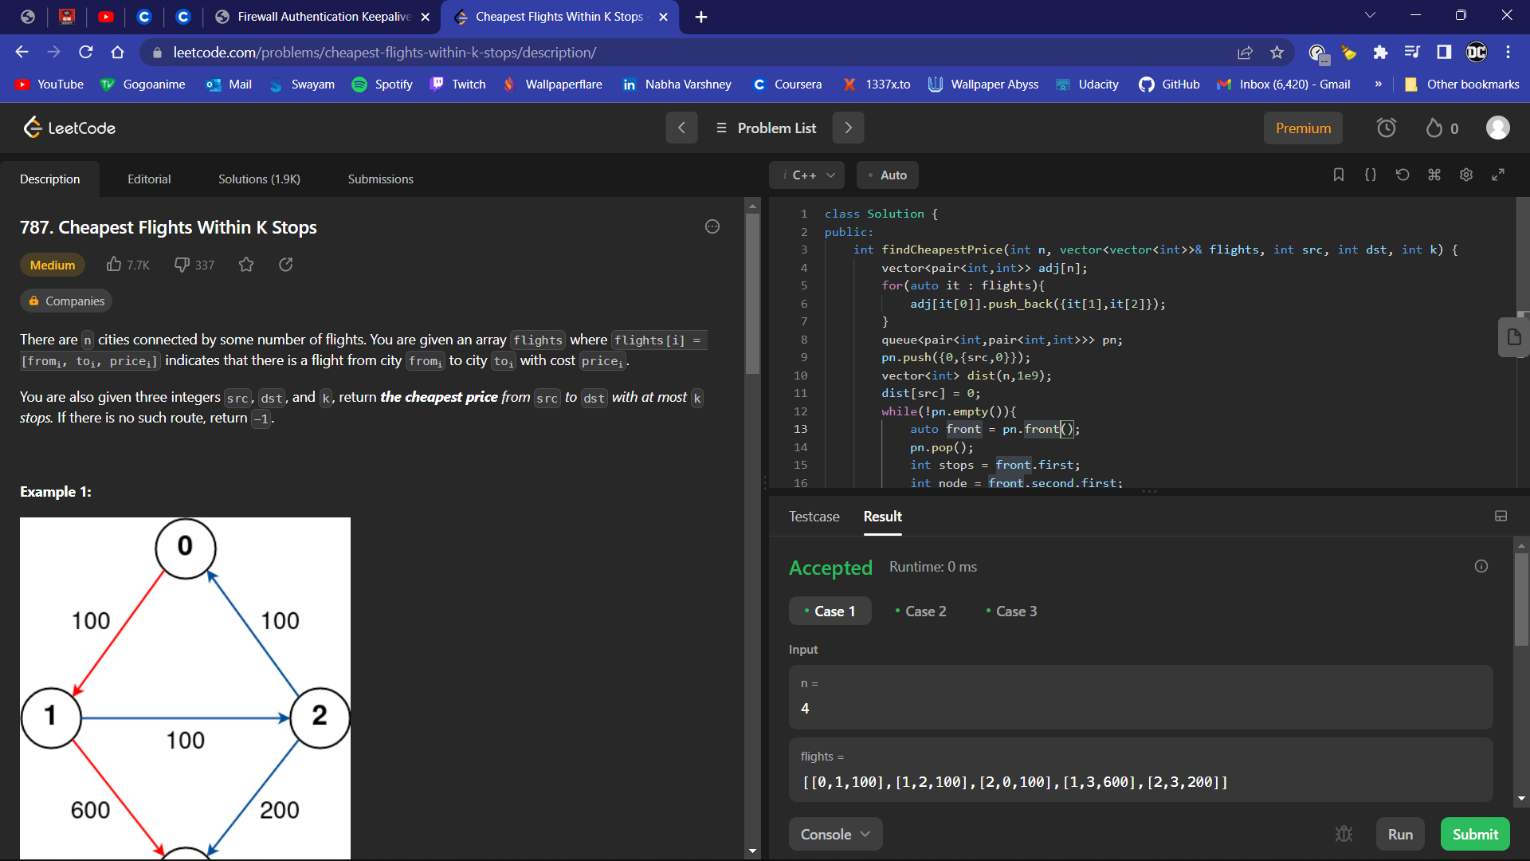 Firewall Authentication Keepalive
Cheapest Flights Within K Stops -
leetcode.com/problems/cheapest-flights-within-k-stops/description/
YouTube Gogoanime Mail Swayam Spotify Twitch Wallpaperflare Nabha Varshney Coursera 1337x.to Wallpaper Abyss Udacity GitHub Inbox (6,420) - Gmail » Other bookmarks
LeetCode
Problem List
Premium
0
Description Editorial Solutions (1.9K) Submissions
787. Cheapest Flights Within K Stops
Medium 7.7K 337
Companies
There are n cities connected by some number of flights. You are given an array flights where flights[i] =
[fromi, toi, pricei] indicates that there is a flight from city fromi to city toi with cost pricei.
You are also given three integers src, dst, and k, return the cheapest price from src to dst with at most k
stops. If there is no such route, return -1.
Example 1:
0
100 100
1 2
100
600 200
i C++ • Auto
1 class Solution {
2 public:
3 int findCheapestPrice(int n, vector<vector<int>>& flights, int src, int dst, int k) {
4 vector<pair<int,int>> adj[n];
5 for(auto it : flights){
6 adj[it[0]].push_back({it[1],it[2]});
7 }
8 queue<pair<int,pair<int,int>>> pn;
9 pn.push({0,{src,0}});
10 vector<int> dist(n,1e9);
11 dist[src] = 0;
12 while(!pn.empty()){
13 auto front = pn.front();
14 pn.pop();
15 int stops = front.first;
16 int node = front.second.first;
Testcase Result
Accepted Runtime: 0 ms
• Case 1 • Case 2 • Case 3
Input
n =
4
flights =
[[0,1,100],[1,2,100],[2,0,100],[1,3,600],[2,3,200]]
Console Run Submit